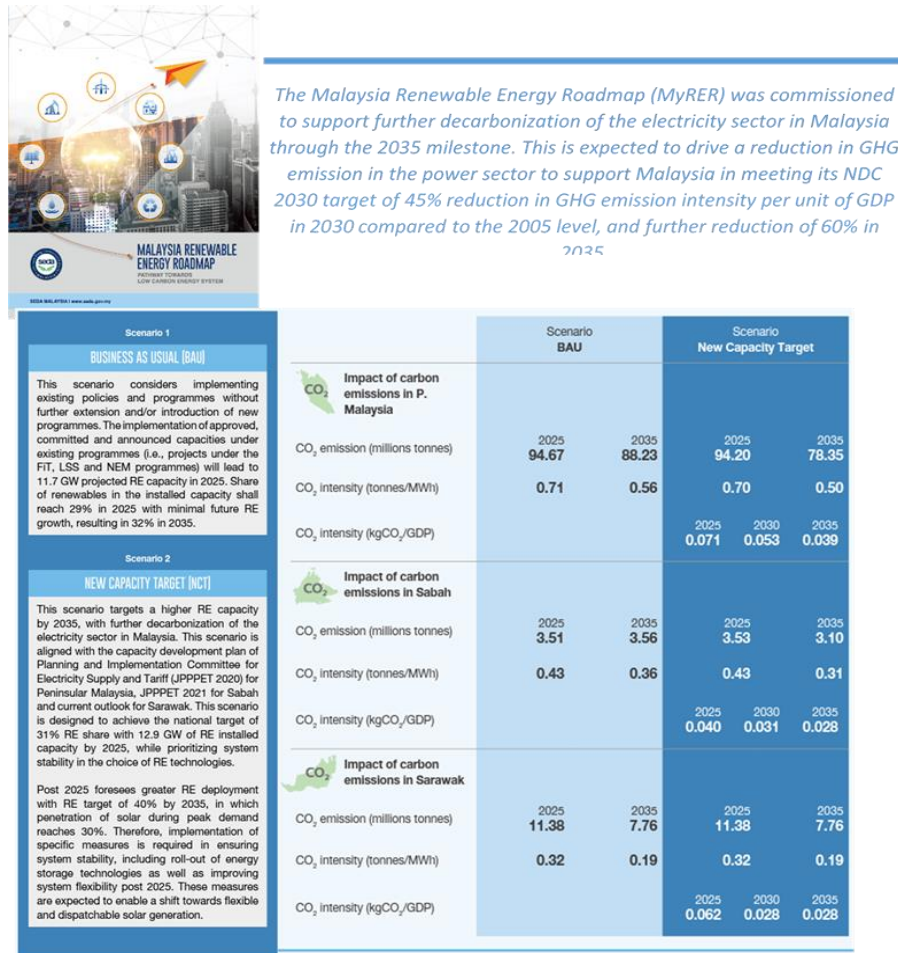 The Malaysia Renewable Energy Roadmap (MyRER) was commissioned
to support further decarbonization of the electricity sector in Malaysia
through the 2035 milestone. This is expected to drive a reduction in GHG
emission in the power sector to support Malaysia in meeting its NDC
2030 target of 45% reduction in GHG emission intensity per unit of GDP
in 2030 compared to the 2005 level, and further reduction of 60% in
2035
seda
MALAYSIA RENEWABLE
ENERGY ROADMAP
PATHWAY TOWARDS
LOW CARBON ENERGY SYSTEM
SEDA MALAYSIA | www.seda.gov.my
Scenario 1
BUSINESS AS USUAL (BAU)
This scenario considers implementing
existing policies and programmes without
further extension and/or introduction of new
programmes. The implementation of approved,
committed and announced capacities under
existing programmes (i.e., projects under the
FiT, LSS and NEM programmes) will lead to
11.7 GW projected RE capacity in 2025. Share
of renewables in the installed capacity shall
reach 29% in 2025 with minimal future RE
growth, resulting in 32% in 2035.
Scenario 2
NEW CAPACITY TARGET (NCT)
This scenario targets a higher RE capacity
by 2035, with further decarbonization of the
electricity sector in Malaysia. This scenario is
aligned with the capacity development plan of
Planning and Implementation Committee for
Electricity Supply and Tariff (JPPPET 2020) for
Peninsular Malaysia, JPPPET 2021 for Sabah
and current outlook for Sarawak. This scenario
is designed to achieve the national target of
31% RE share with 12.9 GW of RE installed
capacity by 2025, while prioritizing system
stability in the choice of RE technologies.
Post 2025 foresees greater RE deployment
with RE target of 40% by 2035, in which
penetration of solar during peak demand
reaches 30%. Therefore, implementation of
specific measures is required in ensuring
system stability, including roll-out of energy
storage technologies as well as improving
system flexibility post 2025. These measures
are expected to enable a shift towards flexible
and dispatchable solar generation.
Scenario BAU
Scenario New Capacity Target
CO₂ Impact of carbon
emissions in P.
Malaysia
2025 2035 2025 2035
CO₂ emission (millions tonnes) 94.67 88.23 94.20 78.35
CO₂ intensity (tonnes/MWh) 0.71 0.56 0.70 0.50
2025 2030 2035
CO₂ intensity (kgCO₂/GDP) 0.071 0.053 0.039
CO₂ Impact of carbon
emissions in Sabah
2025 2035 2025 2035
CO₂ emission (millions tonnes) 3.51 3.56 3.53 3.10
CO₂ intensity (tonnes/MWh) 0.43 0.36 0.43 0.31
2025 2030 2035
CO₂ intensity (kgCO₂/GDP) 0.040 0.031 0.028
CO₂ Impact of carbon
emissions in Sarawak
2025 2035 2025 2035
CO₂ emission (millions tonnes) 11.38 7.76 11.38 7.76
CO₂ intensity (tonnes/MWh) 0.32 0.19 0.32 0.19
2025 2030 2035
CO₂ intensity (kgCO₂/GDP) 0.062 0.028 0.028